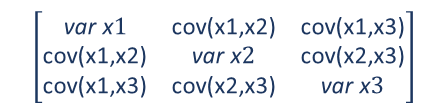 var x1 cov(x1,x2) cov(x1,x3)
cov(x1,x2) var x2 cov(x2,x3)
cov(x1,x3) cov(x2,x3) var x3